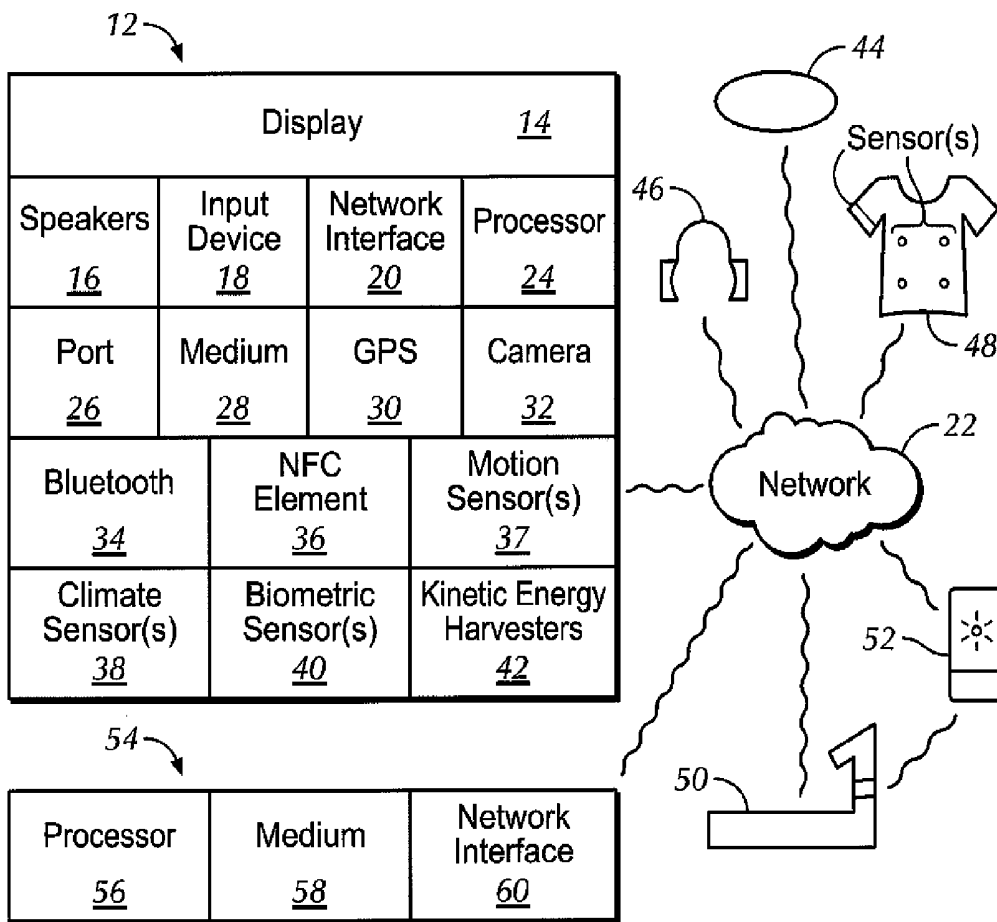 12
44
Display 14
Sensor(s)
46
Speakers
16
Input
Device
18
Network
Interface
20
Processor
24
48
Port
26
Medium
28
GPS
30
Camera
32
22
Network
Bluetooth
34
NFC
Element
36
Motion
Sensor(s)
37
Climate
Sensor(s)
38
Biometric
Sensor(s)
40
Kinetic Energy
Harvesters
42
52
54
50
Processor
56
Medium
58
Network
Interface
60